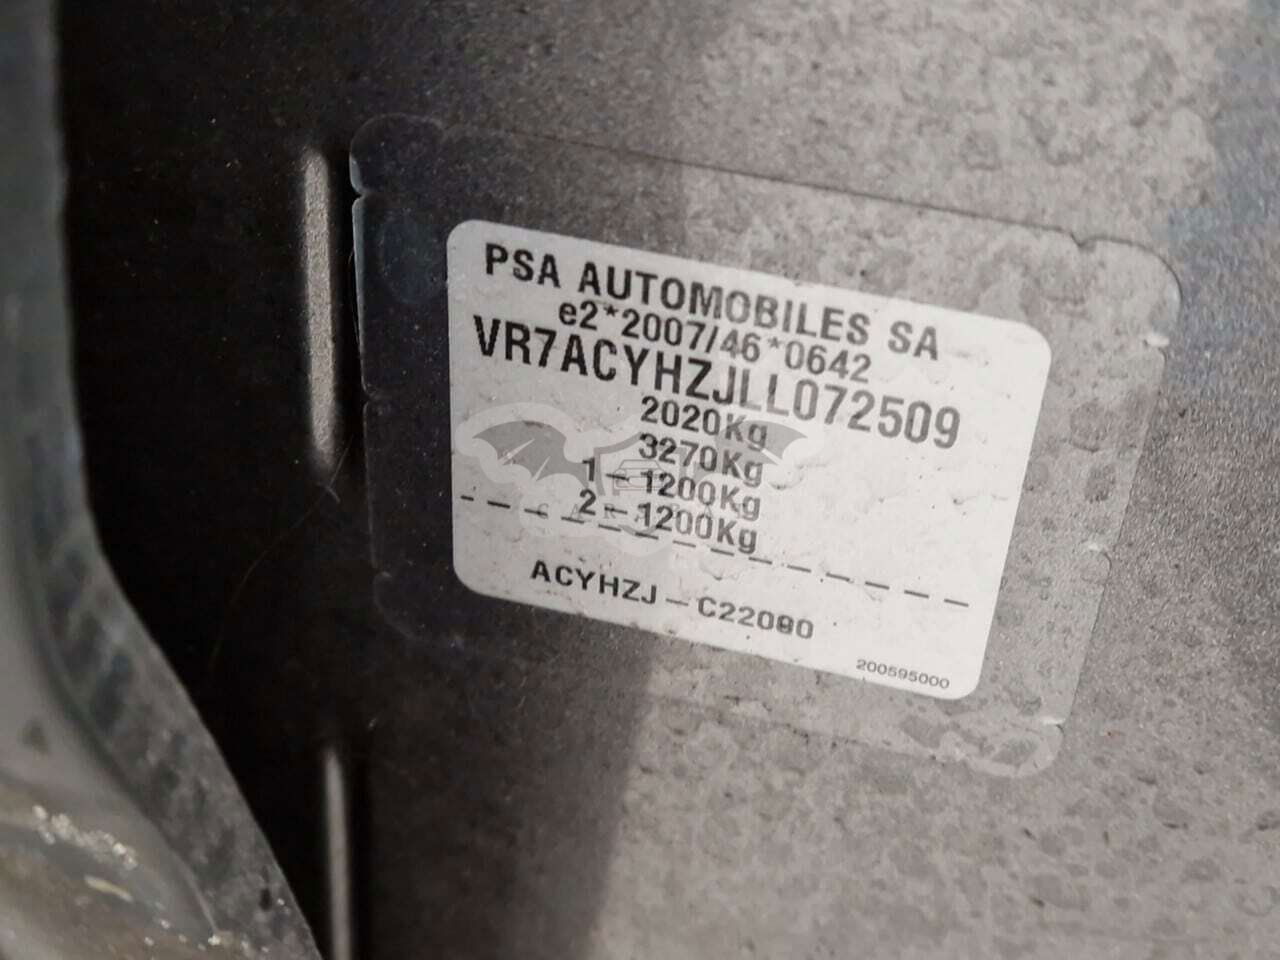 PSA AUTOMOBILES SA
e2*2007/46*0642
VR7ACYHZJLL072509
2020Kg
3270Kg
1–1200Kg
2–1200Kg
ACYHZJ – C22090
200595000